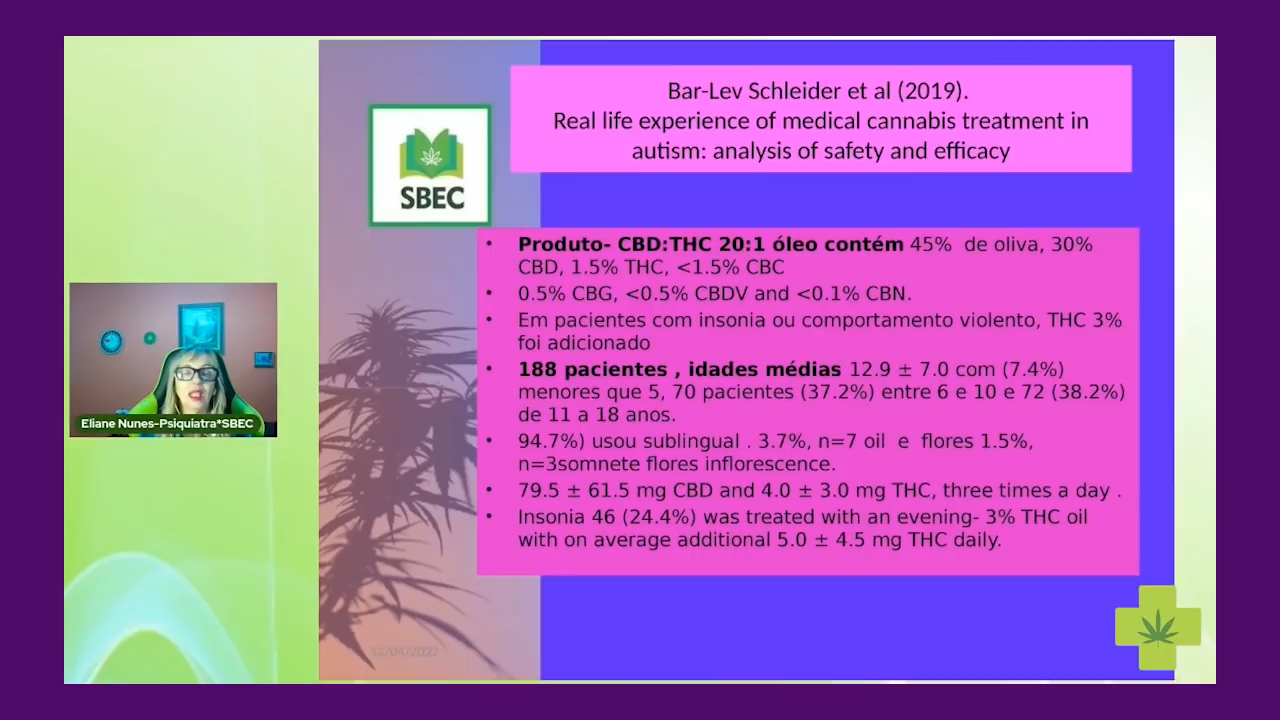 Bar-Lev Schleider et al (2019).
Real life experience of medical cannabis treatment in
autism: analysis of safety and efficacy
SBEC
• Produto- CBD:THC 20:1 óleo contém 45% de oliva, 30%
CBD, 1.5% THC, <1.5% CBC
• 0.5% CBG, <0.5% CBDV and <0.1% CBN.
• Em pacientes com insonia ou comportamento violento, THC 3%
foi adicionado
• 188 pacientes , idades médias 12.9 ± 7.0 com (7.4%)
menores que 5, 70 pacientes (37.2%) entre 6 e 10 e 72 (38.2%)
de 11 a 18 anos.
• 94.7%) usou sublingual . 3.7%, n=7 oil e flores 1.5%,
n=3somnete flores inflorescence.
• 79.5 ± 61.5 mg CBD and 4.0 ± 3.0 mg THC, three times a day .
• Insonia 46 (24.4%) was treated with an evening- 3% THC oil
with on average additional 5.0 ± 4.5 mg THC daily.
Eliane Nunes-Psiquiatra*SBEC
12/04/2022